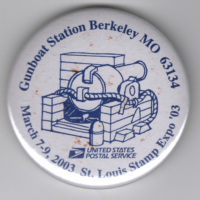 Gunboat Station Berkeley MO 63134
UNITED STATES
POSTAL SERVICE
March 7-9, 2003 St. Louis Stamp Expo '03